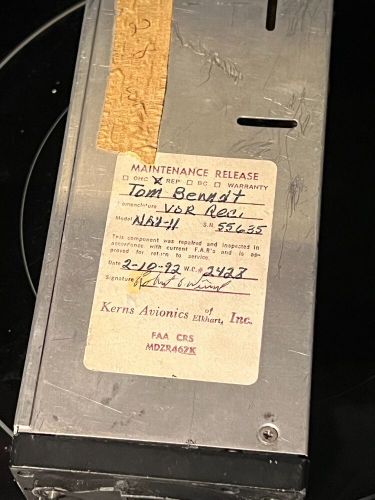 MAINTENANCE RELEASE
☐ OHC ☒ REP ☐ BC ☐ WARRANTY
Tom Berndt
Nomenclature VOR Reci
Model NAV-11 S.N. 55635
This component was repaired and inspected in
accordance with current F.A.R's and is ap-
proved for return to service.
Date 2-10-92 W.O.# 2428
Signature
Kerns Avionics of Elkhart, Inc.
FAA CRS
MDZR462K